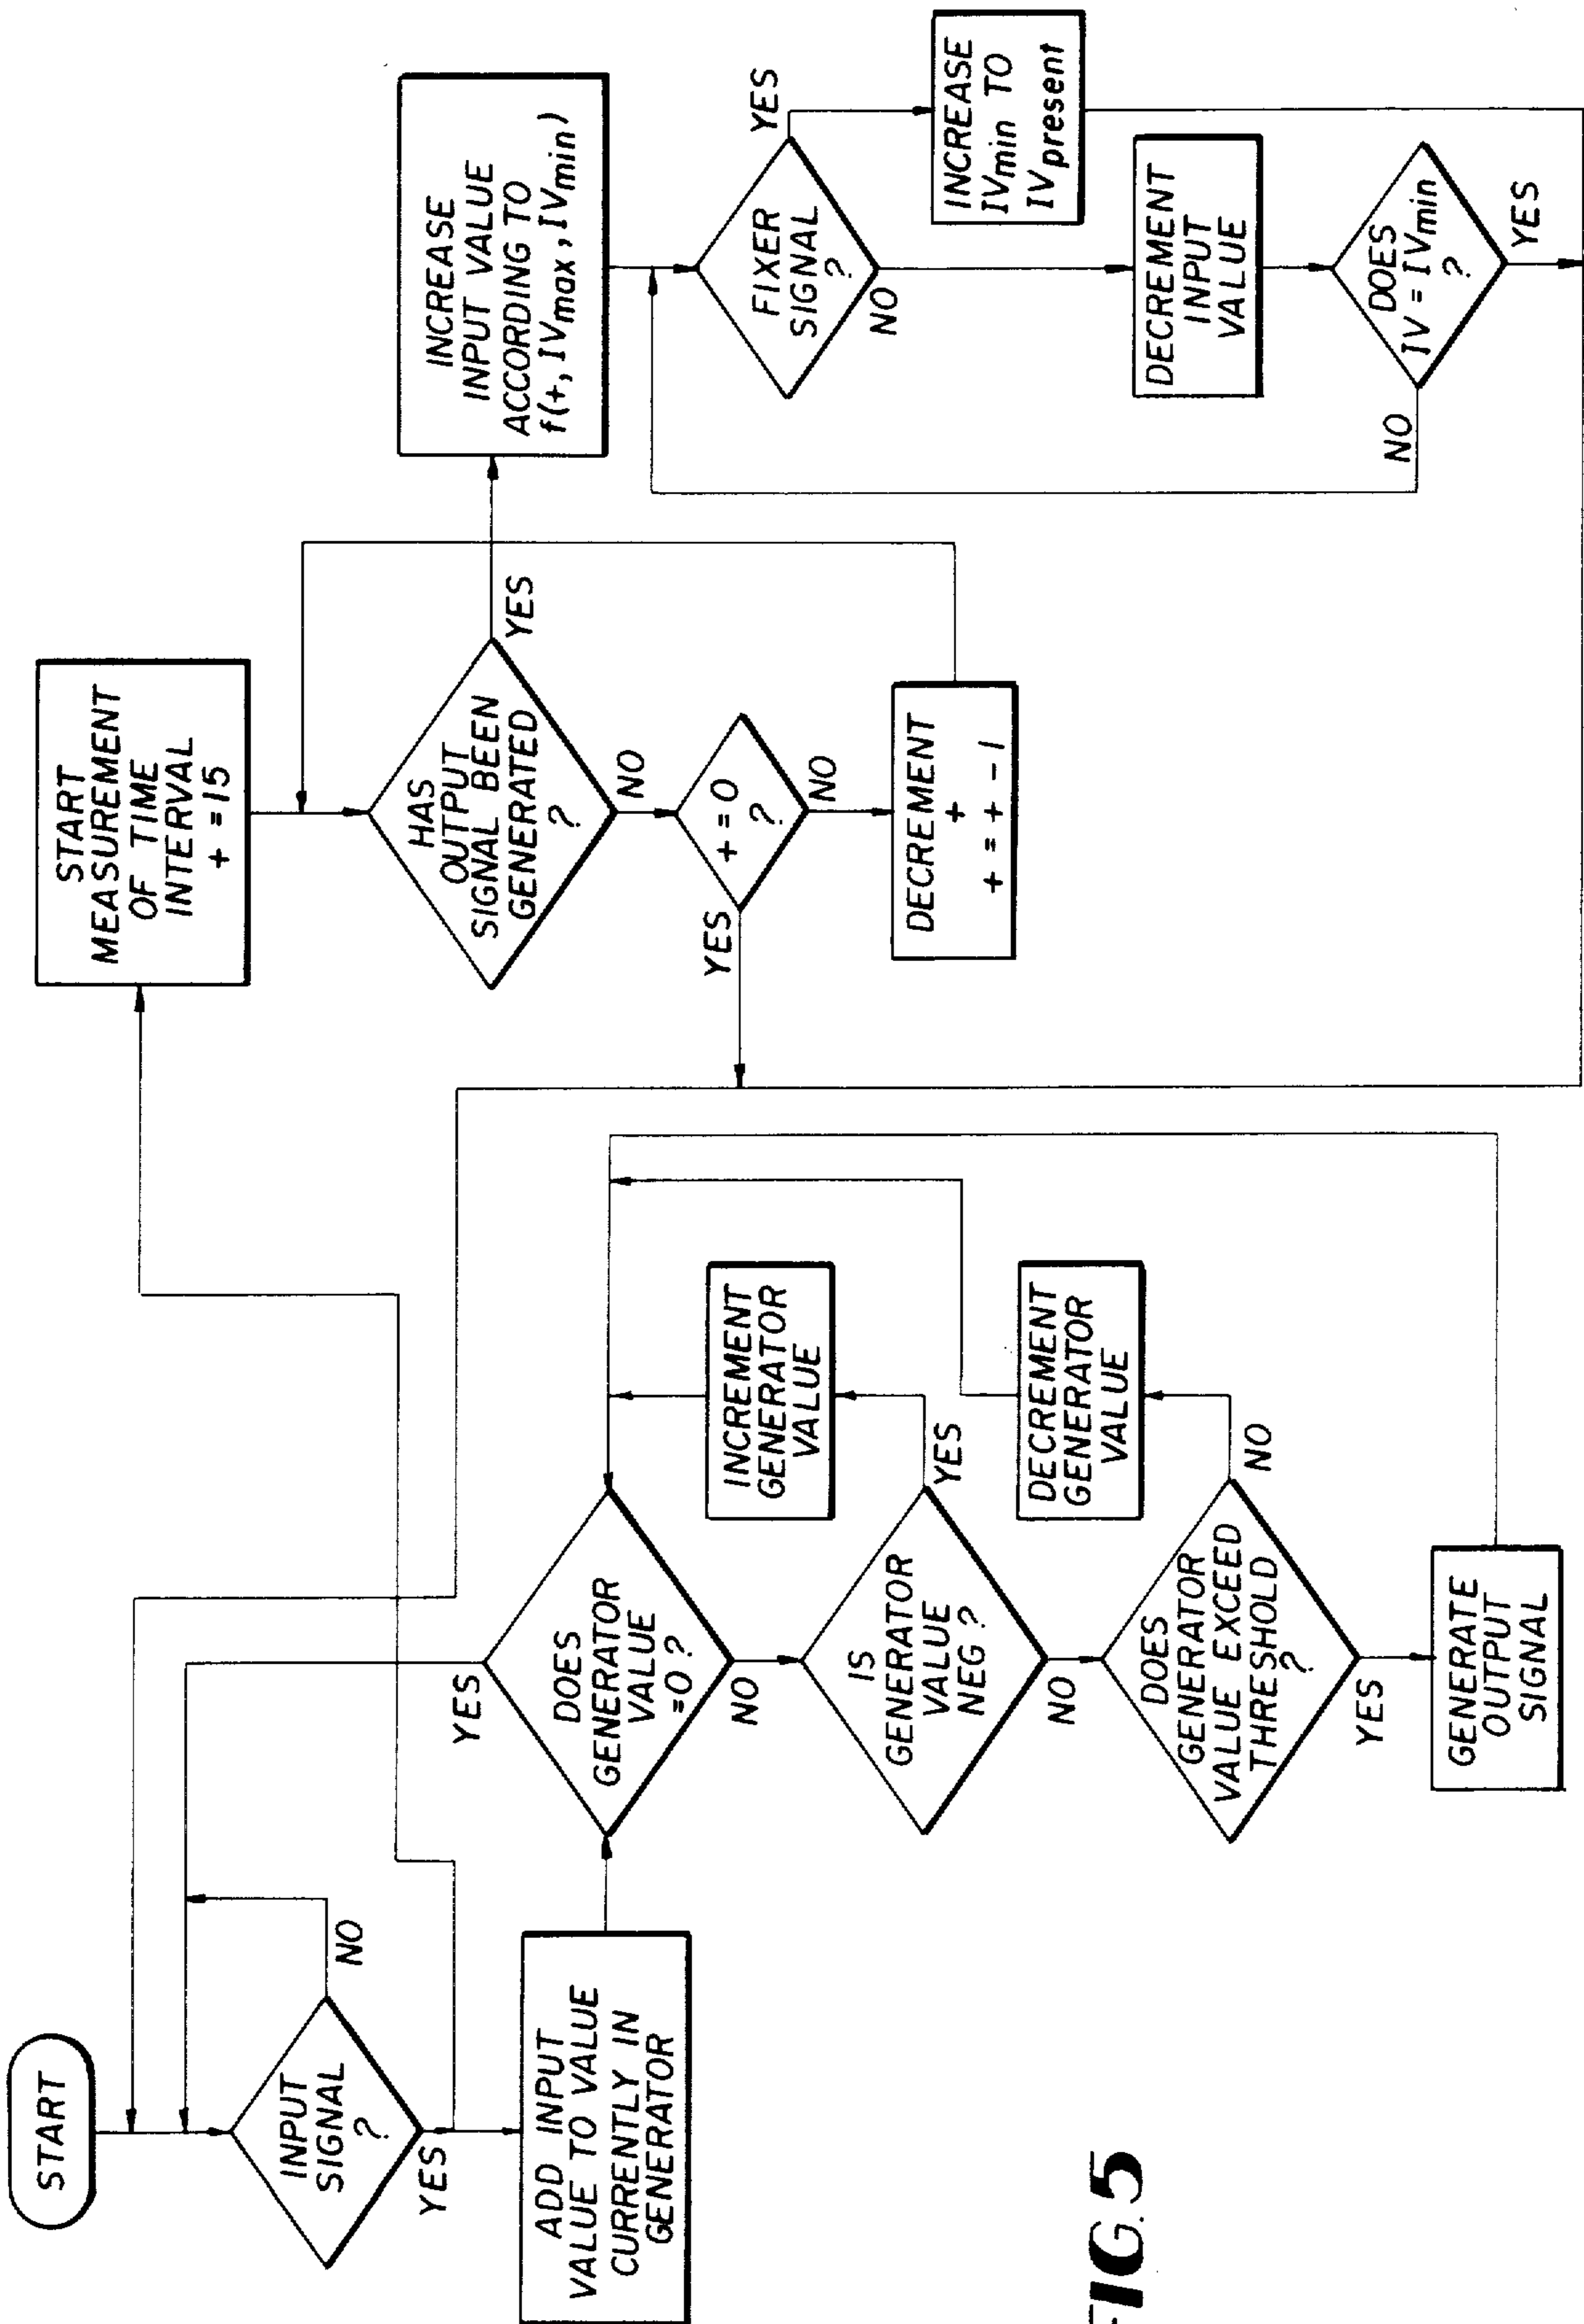 START
INPUT
SIGNAL
?
NO
YES
ADD INPUT
VALUE TO VALUE
CURRENTLY IN
GENERATOR
YES
DOES
GENERATOR
VALUE
=0?
NO
IS
GENERATOR
VALUE
NEG?
YES
NO
INCREMENT
GENERATOR
VALUE
DOES
GENERATOR
VALUE EXCEED
THRESHOLD
?
NO
YES
DECREMENT
GENERATOR
VALUE
GENERATE
OUTPUT
SIGNAL
START
MEASUREMENT
OF TIME
INTERVAL
t = 15
HAS
OUTPUT
SIGNAL BEEN
GENERATED
?
YES
NO
t = 0
?
YES
NO
DECREMENT
t
t = t - 1
INCREASE
INPUT VALUE
ACCORDING TO
f(t, IVmax, IVmin)
FIXER
SIGNAL
?
YES
NO
INCREASE
IVmin TO
IVpresent
DECREMENT
INPUT
VALUE
DOES
IV = IVmin
?
NO
YES
FIG. 5